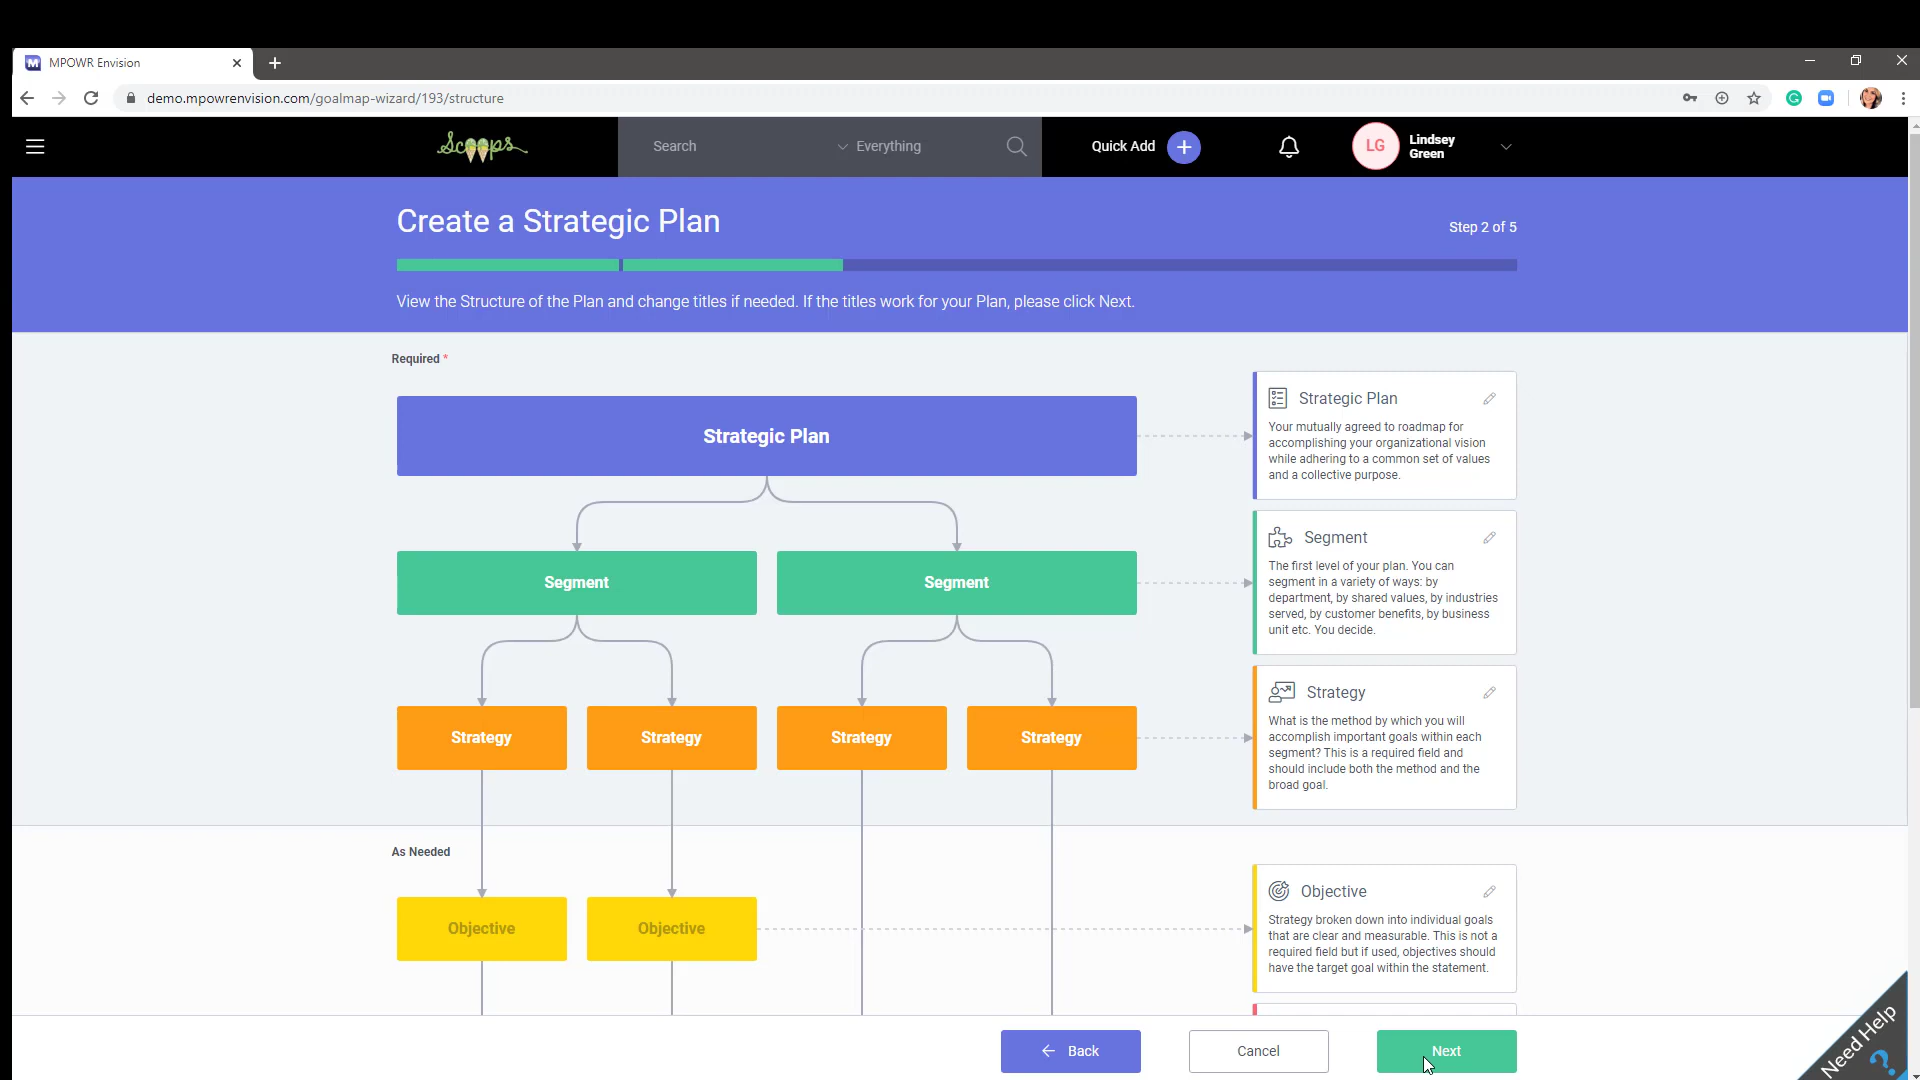 MPOWR Envision
demo.mpowrenvision.com/goalmap-wizard/193/structure
Scoops
Search
Everything
Quick Add
LG
Lindsey
Green
Create a Strategic Plan
Step 2 of 5
View the Structure of the Plan and change titles if needed. If the titles work for your Plan, please click Next.
Required *
Strategic Plan
Strategic Plan
Your mutually agreed to roadmap for
accomplishing your organizational vision
while adhering to a common set of values
and a collective purpose.
Segment
Segment
Segment
The first level of your plan. You can
segment in a variety of ways: by
department, by shared values, by industries
served, by customer benefits, by business
unit etc. You decide.
Strategy
Strategy
Strategy
Strategy
Strategy
What is the method by which you will
accomplish important goals within each
segment? This is a required field and
should include both the method and the
broad goal.
As Needed
Objective
Objective
Objective
Strategy broken down into individual goals
that are clear and measurable. This is not a
required field but if used, objectives should
have the target goal within the statement.
Back
Cancel
Next
Need Help
?